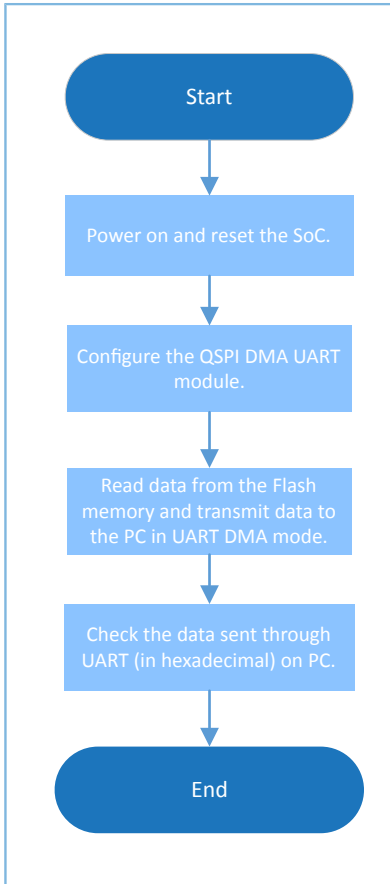 Start
Power on and reset the SoC.
Configure the QSPI DMA UART
module.
Read data from the Flash
memory and transmit data to
the PC in UART DMA mode.
Check the data sent through
UART (in hexadecimal) on PC.
End